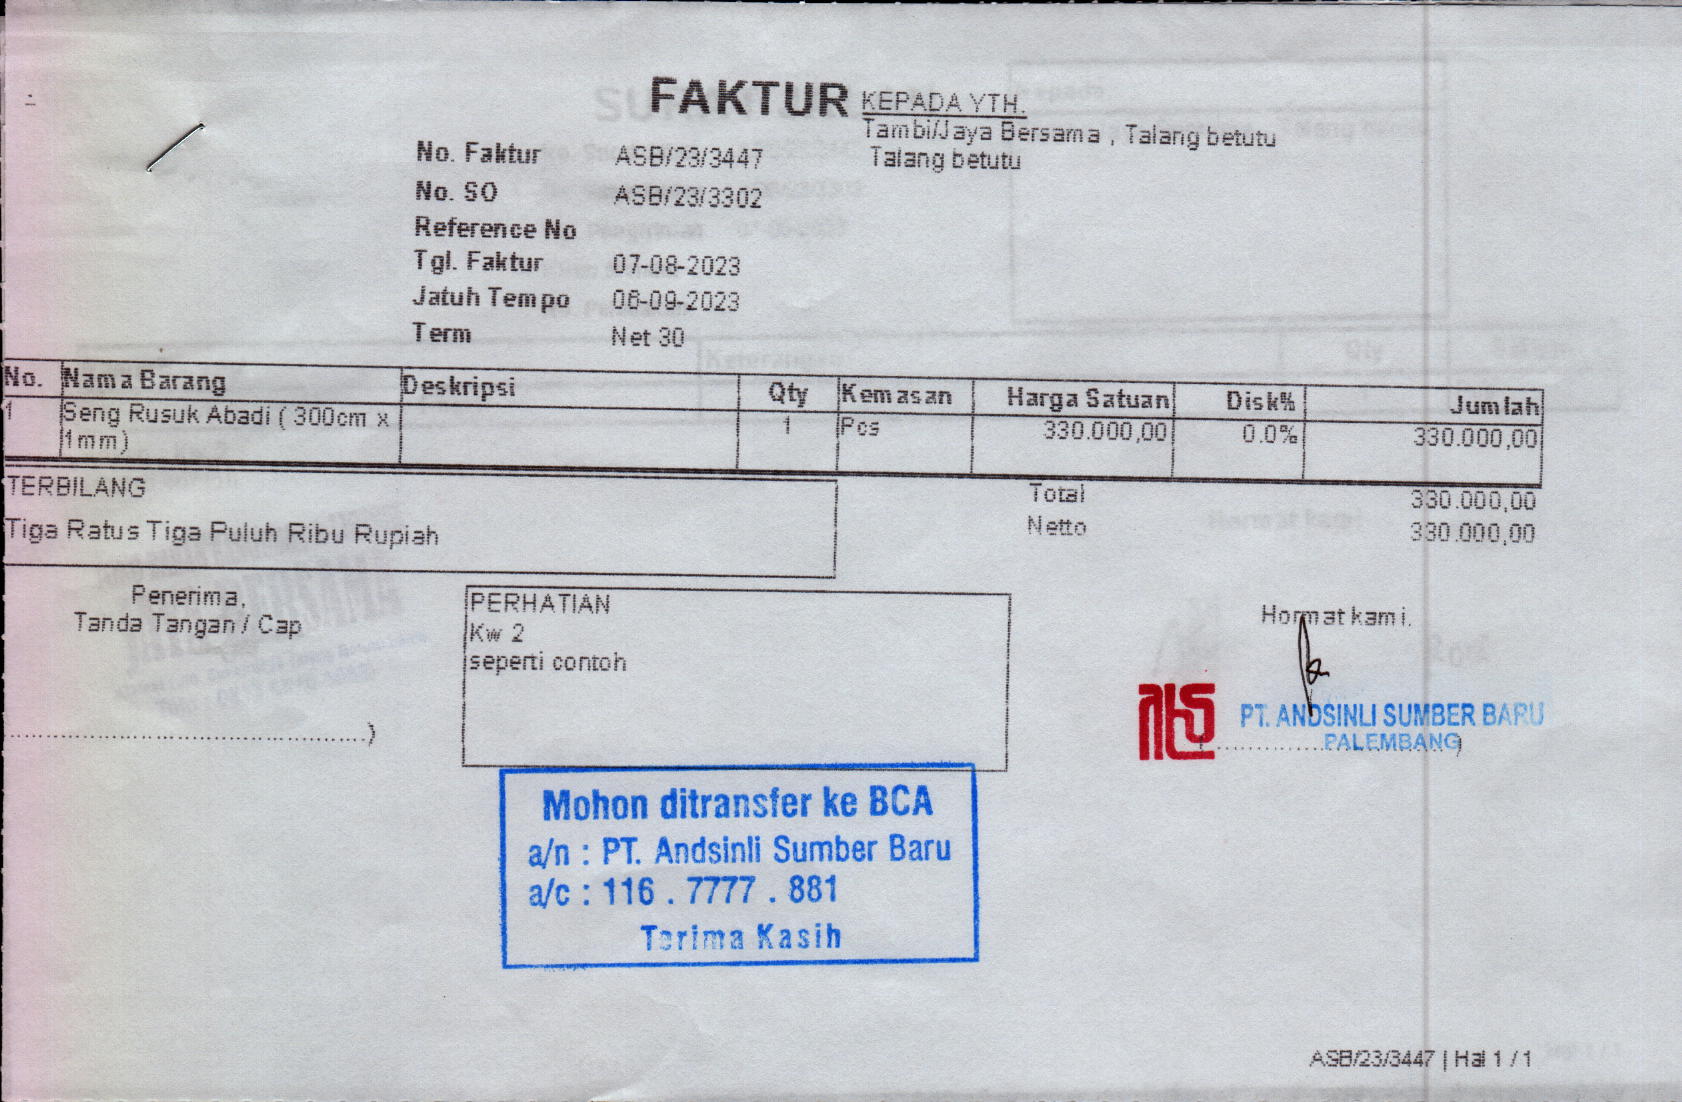 FAKTUR
KEPADA YTH.
Tambi/Jaya Bersama , Talang betutu
Talang betutu
No. Faktur ASB/23/3447
No. SO ASB/23/3302
Reference No
Tgl. Faktur 07-08-2023
Jatuh Tempo 06-09-2023
Term Net 30
No. Nama Barang Deskripsi Qty Kemasan Harga Satuan Disk% Jumlah
1 Seng Rusuk Abadi ( 300cm x 1 Pcs 330.000,00 0.0% 330.000,00
1mm)
TERBILANG
Tiga Ratus Tiga Puluh Ribu Rupiah
Total 330.000,00
Netto 330.000,00
Penerima,
Tanda Tangan / Cap
PERHATIAN
Kw 2
seperti contoh
Hormat kami.
PT. ANDSINLI SUMBER BARU
PALEMBANG
Mohon ditransfer ke BCA
a/n : PT. Andsinli Sumber Baru
a/c : 116 . 7777 . 881
Terima Kasih
ASB/23/3447 | Hal 1 / 1